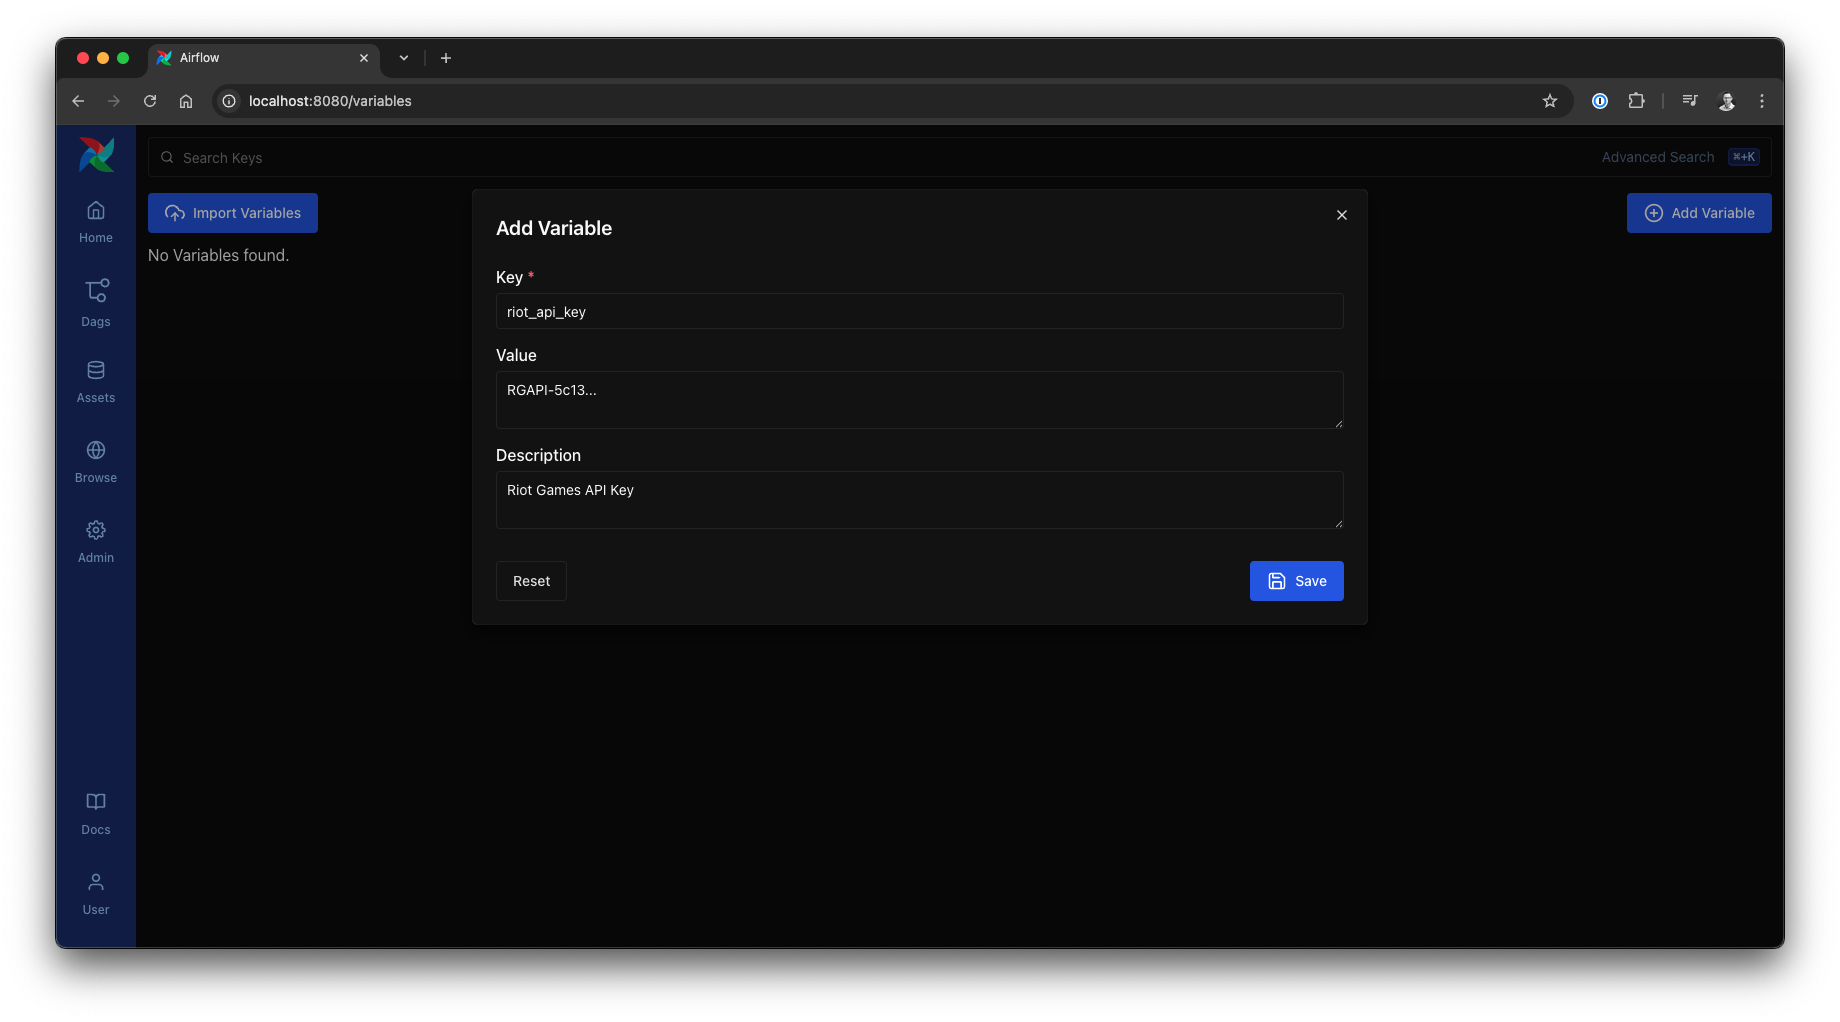 Airflow
localhost:8080/variables
Search Keys
Advanced Search ⌘+K
Import Variables
Add Variable
No Variables found.
Home
Dags
Assets
Browse
Admin
Docs
User
Add Variable
Key *
riot_api_key
Value
RGAPI-5c13...
Description
Riot Games API Key
Reset
Save